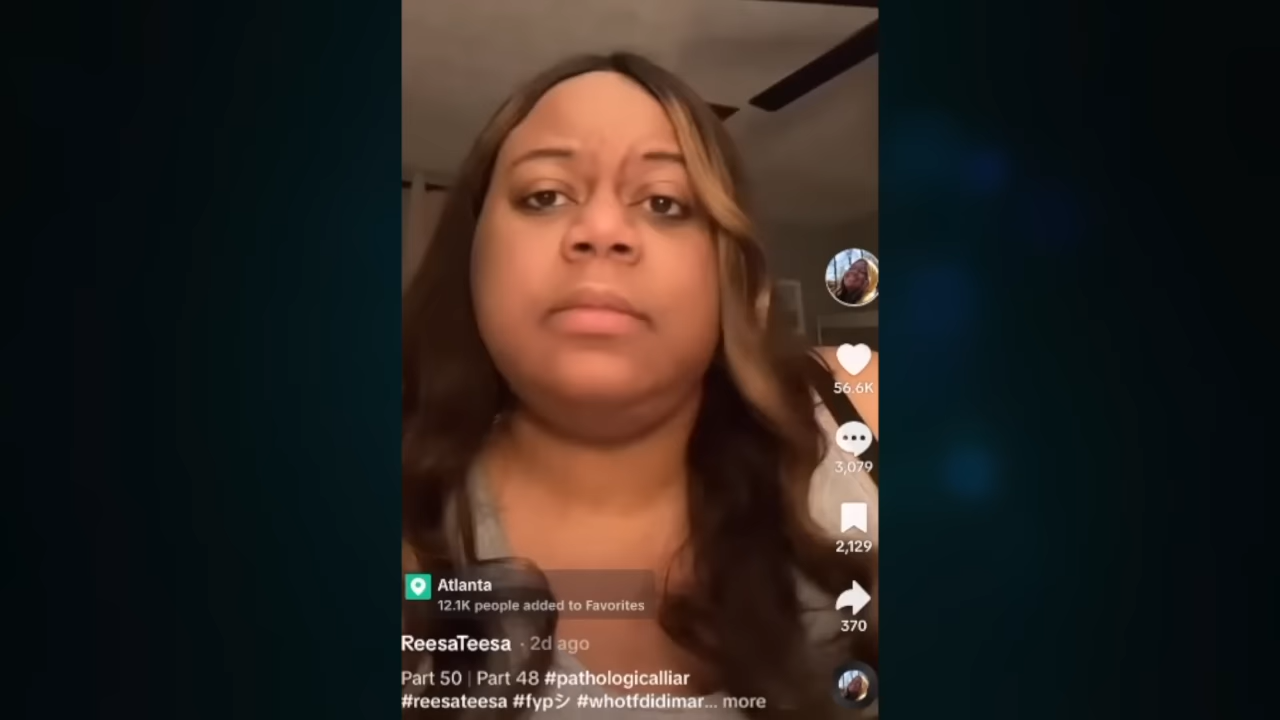 56.6K
3,079
2,129
370
Atlanta
12.1K people added to Favorites
ReesaTeesa · 2d ago
Part 50 | Part 48 #pathologicalliar
#reesateesa #fypシ #whotfdidimar... more